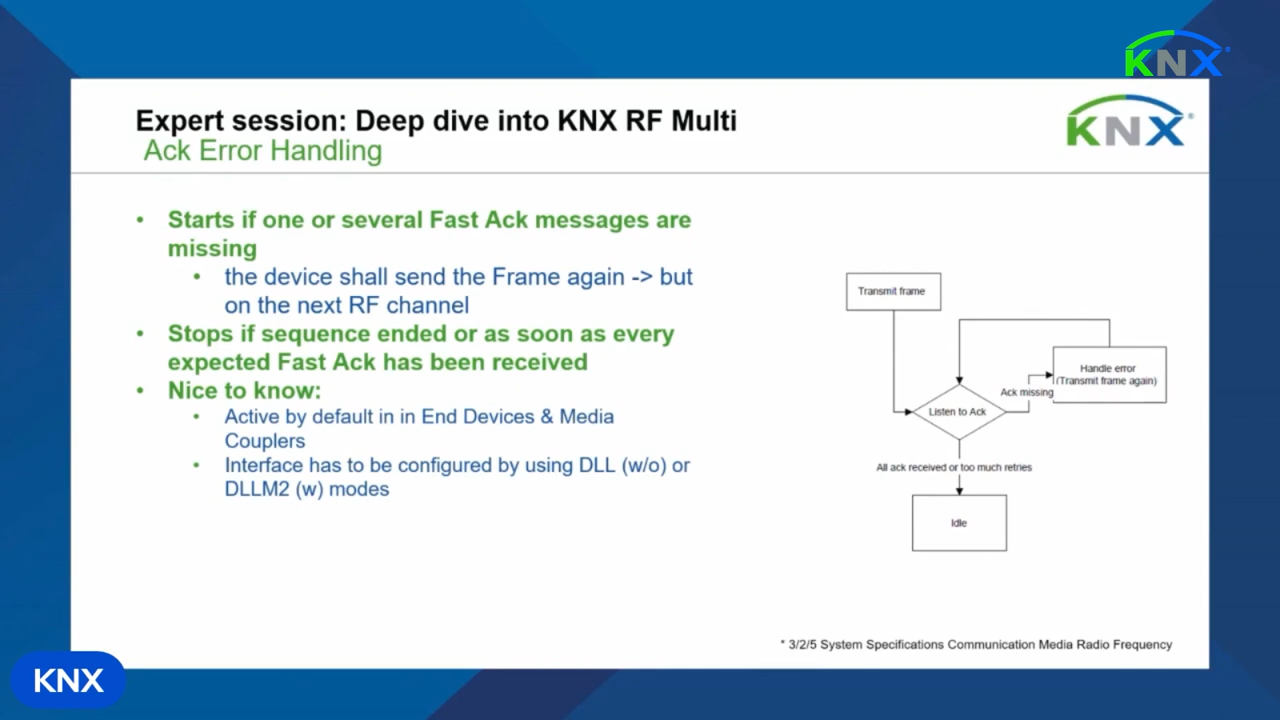 KNX
Expert session: Deep dive into KNX RF Multi
Ack Error Handling
KNX
• Starts if one or several Fast Ack messages are
missing
• the device shall send the Frame again -> but
on the next RF channel
• Stops if sequence ended or as soon as every
expected Fast Ack has been received
• Nice to know:
• Active by default in in End Devices & Media
Couplers
• Interface has to be configured by using DLL (w/o) or
DLLM2 (w) modes
Transmit frame
Handle error
(Transmit frame again)
Ack missing
Listen to Ack
All ack received or too much retries
Idle
* 3/2/5 System Specifications Communication Media Radio Frequency
KNX